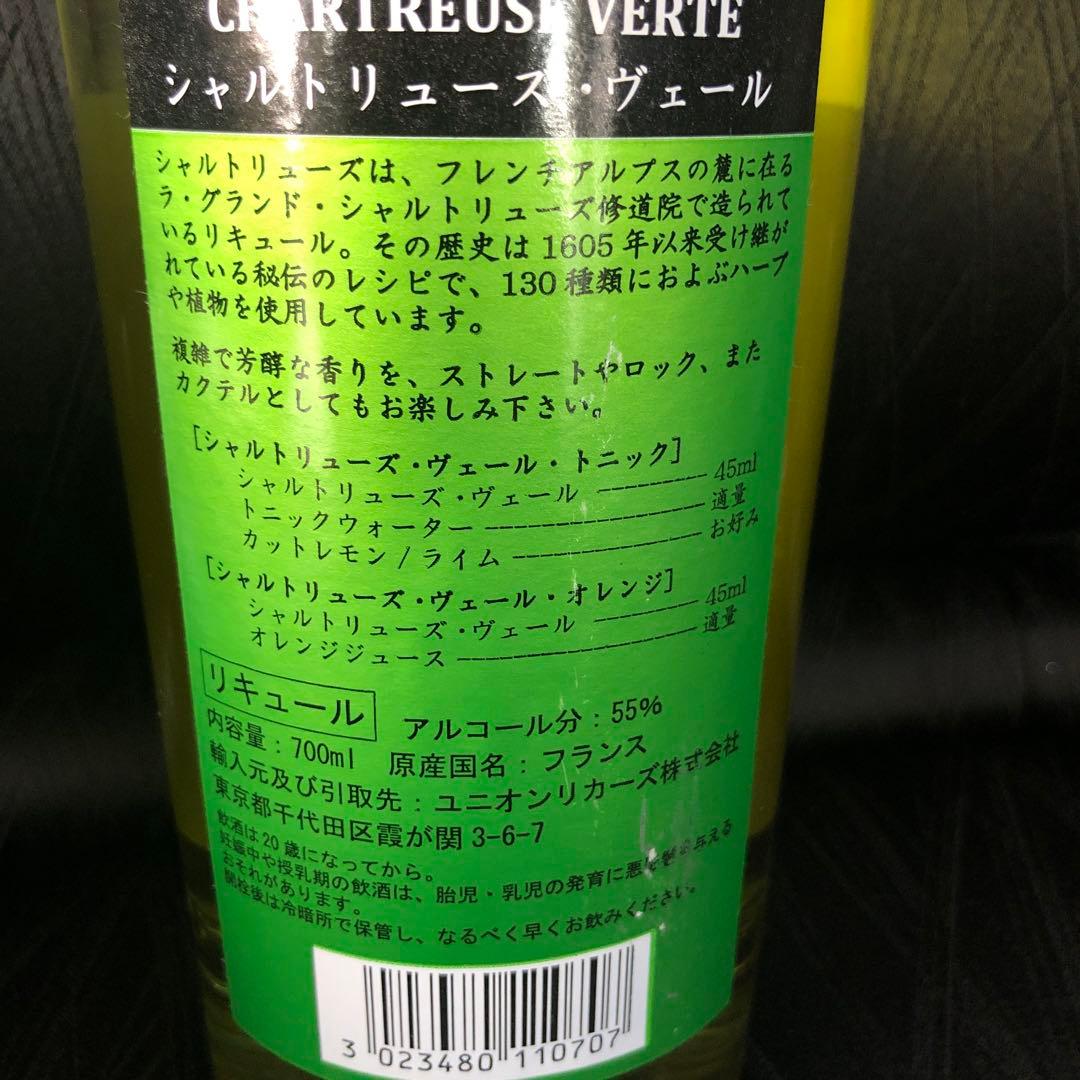 CHARTREUSE VERTE
シャルトリューズ・ヴェール
シャルトリューズは、フレンチアルプスの麓に在る
ラ・グランド・シャルトリューズ修道院で造られて
いるリキュール。その歴史は1605年以来受け継が
れている秘伝のレシピで、130種類におよぶハーブ
や植物を使用しています。
複雑で芳醇な香りを、ストレートやロック、また
カクテルとしてもお楽しみ下さい。
[シャルトリューズ・ヴェール・トニック]
シャルトリューズ・ヴェール ―――― 45ml
トニックウォーター ―――― 適量
カットレモン/ライム ―――― お好み
[シャルトリューズ・ヴェール・オレンジ]
シャルトリューズ・ヴェール ―――― 45ml
オレンジジュース ―――― 適量
リキュール アルコール分:55%
内容量:700ml 原産国名:フランス
輸入元及び引取先:ユニオンリカーズ株式会社
東京都千代田区霞が関3-6-7
飲酒は20歳になってから。
妊娠中や授乳期の飲酒は、胎児・乳児の発育に悪影響を与える
おそれがあります。
開栓後は冷暗所で保管し、なるべく早くお飲みください。
3 023480 110707